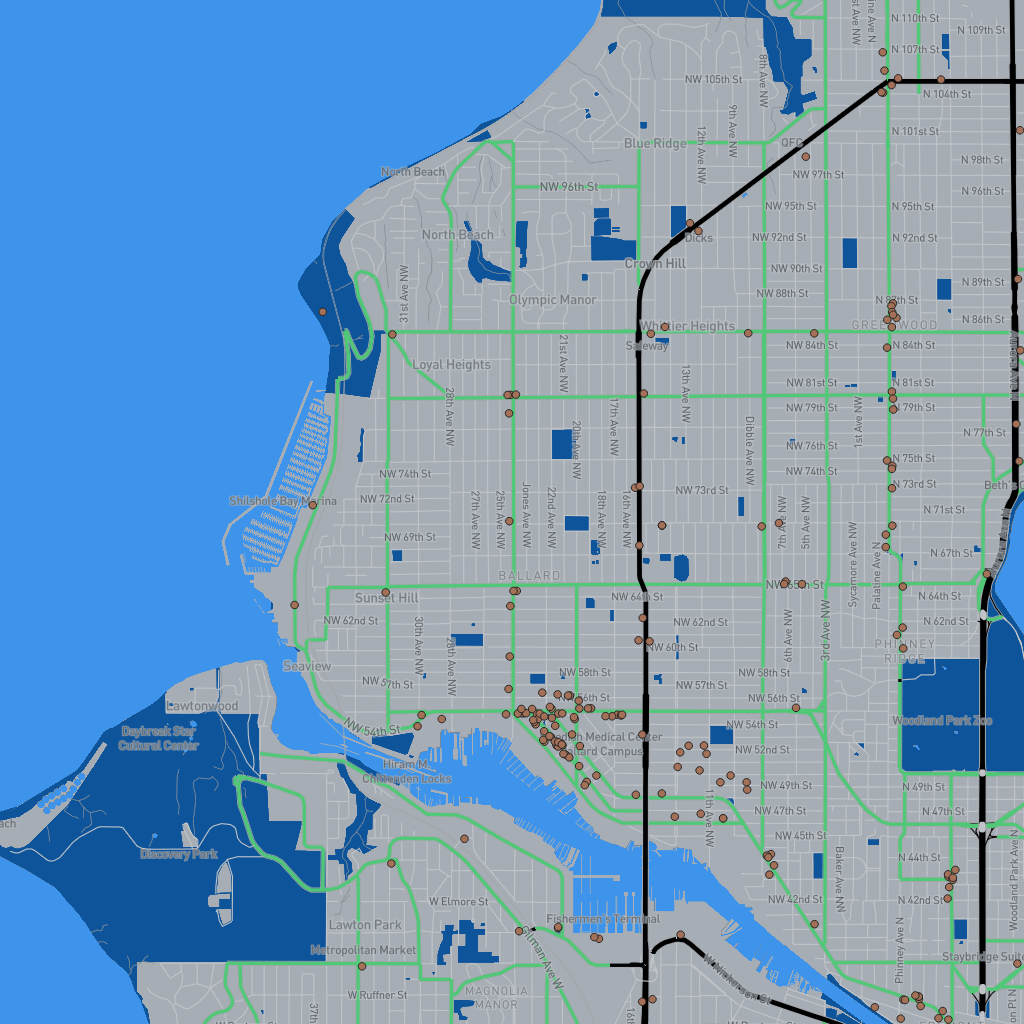 N 110th St
N 109th St
N 107th St
NW 105th St
8th Ave NW
N 104th St
9th Ave NW
N 101st St
12th Ave NW
Blue Ridge
QFC
N 98th St
North Beach
NW 97th St
NW 96th St
N 96th St
NW 95th St
N 95th St
North Beach
Dicks
NW 92nd St
N 92nd St
Crown Hill
NW 90th St
31st Ave NW
N 89th St
NW 88th St
Olympic Manor
N 87th St
N 86th St
Whittier Heights
GREENWOOD
Safeway
NW 84th St
N 84th St
21st Ave NW
Loyal Heights
13th Ave NW
NW 81st St
N 81st St
28th Ave NW
17th Ave NW
NW 79th St
N 79th St
1st Ave NW
20th Ave NW
Dibble Ave NW
N 77th St
NW 76th St
N 75th St
NW 74th St
NW 74th St
N 73rd St
NW 73rd St
Shilshole Bay Marina
NW 72nd St
27th Ave NW
25th Ave NW
Jones Ave NW
22nd Ave NW
18th Ave NW
16th Ave NW
7th Ave NW
5th Ave NW
N 71st St
NW 69th St
Sycamore Ave NW
Palatine Ave N
N 67th St
BALLARD
NW 65th St
Sunset Hill
NW 64th St
N 64th St
NW 62nd St
NW 62nd St
N 62nd St
30th Ave NW
28th Ave NW
6th Ave NW
3rd Ave NW
NW 60th St
PHINNEY
RIDGE
Seaview
NW 58th St
NW 58th St
NW 57th St
NW 57th St
NW 56th St
NW 56th St
Lawtonwood
Woodland Park Zoo
NW 54th St
NW 54th St
Daybreak Star
Cultural Center
Swedish Medical Center
Ballard Campus
NW 52nd St
Hiram M.
Chittenden Locks
NW 49th St
N 49th St
11th Ave NW
NW 47th St
N 47th St
NW 45th St
Discovery Park
Baker Ave NW
N 44th St
Woodland Park Ave N
W Elmore St
NW 42nd St
N 42nd St
Fishermen's Terminal
Lawton Park
Gilman Ave W
Phinney Ave N
Metropolitan Market
W Nickerson St
W Ruffner St
MAGNOLIA
MANOR